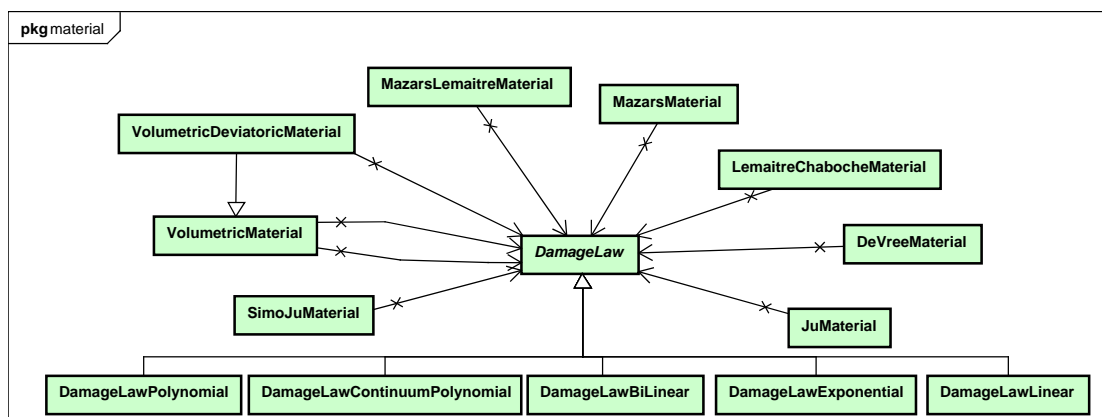 pkg material
MazarsLemaitreMaterial
MazarsMaterial
VolumetricDeviatoricMaterial
LemaitreChabocheMaterial
VolumetricMaterial
DamageLaw
DeVreeMaterial
SimoJuMaterial
JuMaterial
DamageLawPolynomial
DamageLawContinuumPolynomial
DamageLawBiLinear
DamageLawExponential
DamageLawLinear